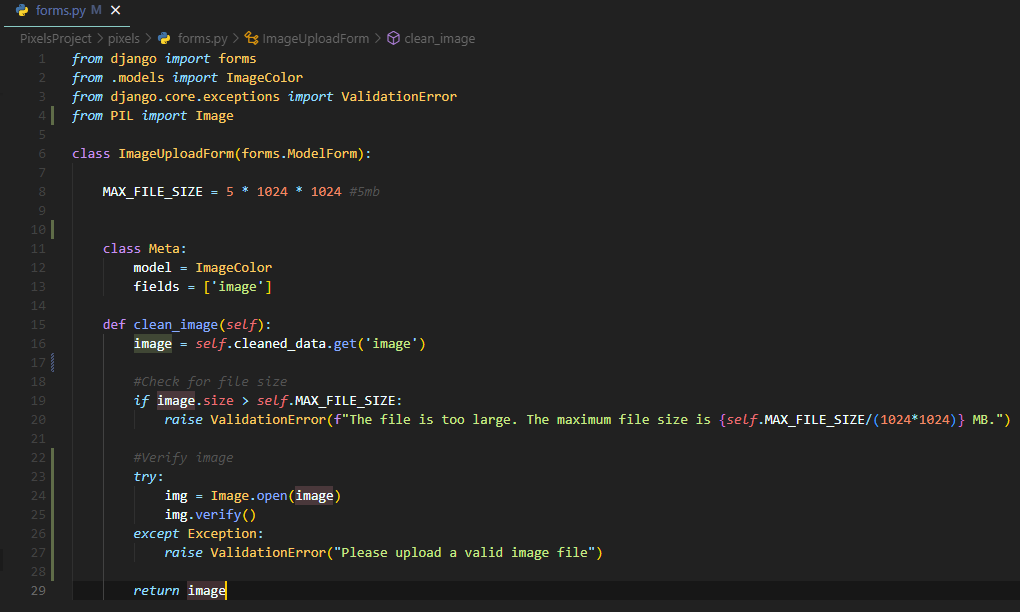 forms.py M ×
PixelsProject > pixels > forms.py > ImageUploadForm > clean_image
1 from django import forms
2 from .models import ImageColor
3 from django.core.exceptions import ValidationError
4 from PIL import Image
5
6 class ImageUploadForm(forms.ModelForm):
7
8     MAX_FILE_SIZE = 5 * 1024 * 1024 #5mb
9
10
11     class Meta:
12         model = ImageColor
13         fields = ['image']
14
15     def clean_image(self):
16         image = self.cleaned_data.get('image')
17
18         #Check for file size
19         if image.size > self.MAX_FILE_SIZE:
20             raise ValidationError(f"The file is too large. The maximum file size is {self.MAX_FILE_SIZE/(1024*1024)} MB.")
21
22         #Verify image
23         try:
24             img = Image.open(image)
25             img.verify()
26         except Exception:
27             raise ValidationError("Please upload a valid image file")
28
29         return image